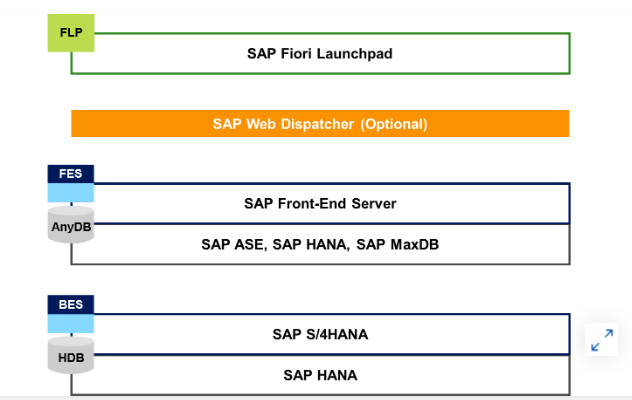 FLP
SAP Fiori Launchpad
SAP Web Dispatcher (Optional)
FES
SAP Front-End Server
AnyDB
SAP ASE, SAP HANA, SAP MaxDB
BES
SAP S/4HANA
HDB
SAP HANA